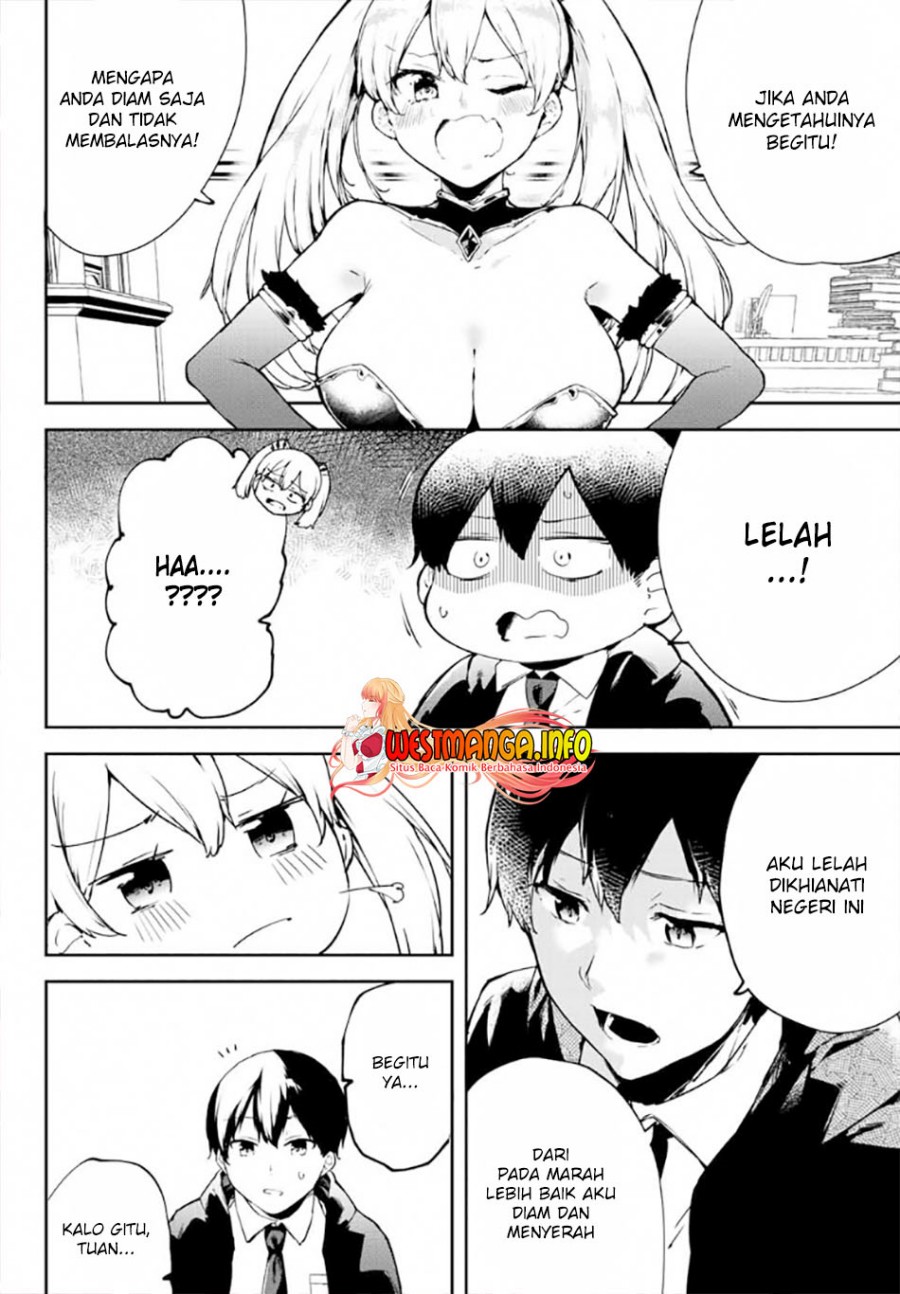 JIKA ANDA
MENGETAHUINYA
BEGITU!
MENGAPA
ANDA DIAM SAJA
DAN TIDAK
MEMBALASNYA!
LELAH
...!
HAA....
????
WESTMANGA.INFO
Situs Baca Komik Berbahasa Indonesia
AKU LELAH
DIKHIANATI
NEGERI INI
DARI
PADA MARAH
LEBIH BAIK AKU
DIAM DAN
MENYERAH
BEGITU
YA...
KALO GITU,
TUAN...